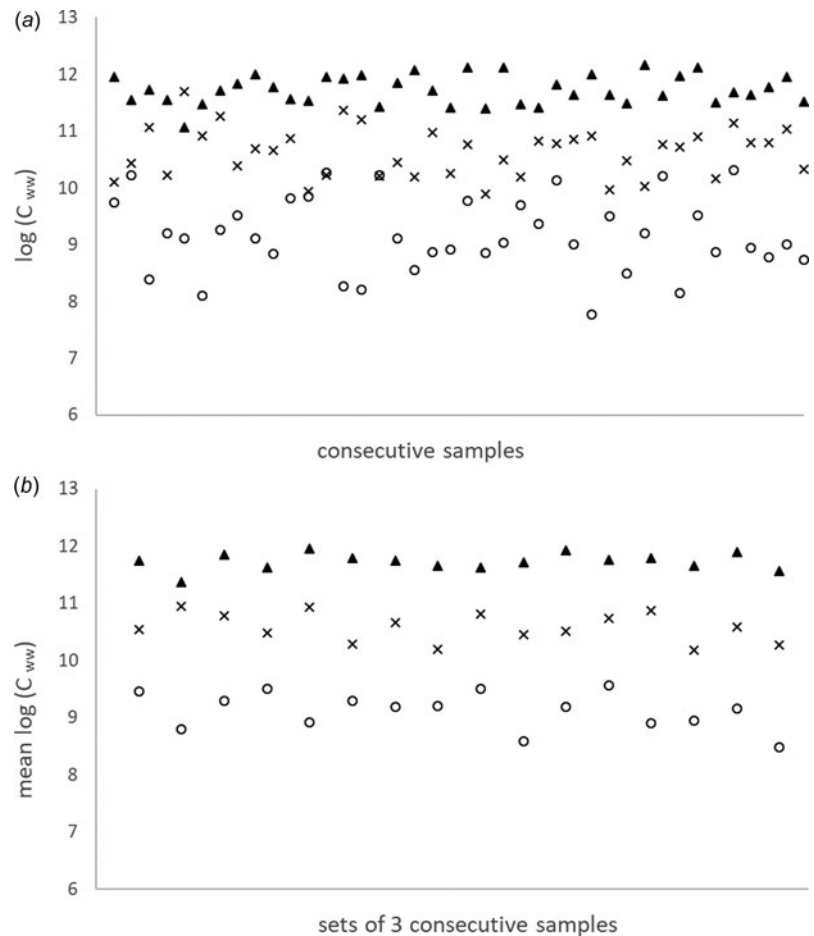 (a)
13
12
11
10
9
8
7
6
log (C ww)
consecutive samples
(b)
13
12
11
10
9
8
7
6
mean log (C ww)
sets of 3 consecutive samples